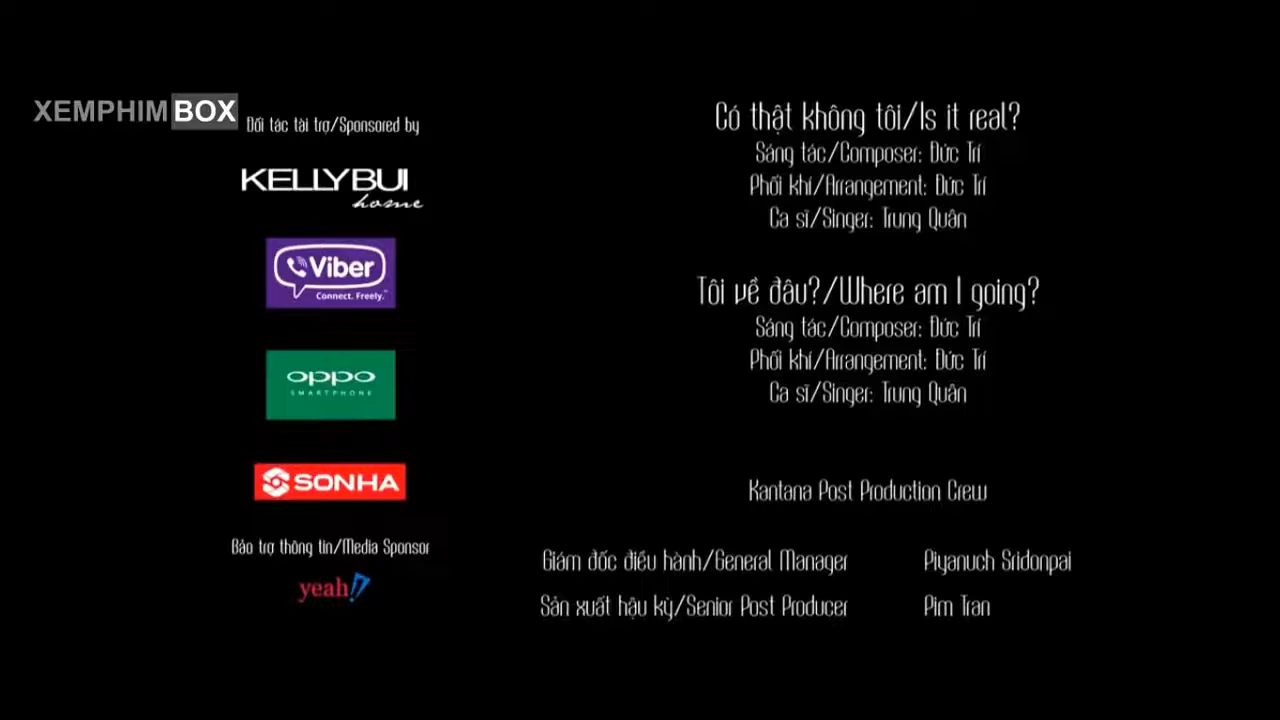 XEMPHIMBOX
Đối tác tài trợ/Sponsored by
KELLY BUI
home
Viber
Connect. Freely.™
oppo
SMARTPHONE
SONHA
Bảo trợ thông tin/Media Sponsor
yeah!
Có thật không tôi/Is it real?
Sáng tác/Composer: Đức Trí
Phối khí/Arrangement: Đức Trí
Ca sĩ/Singer: Trung Quân
Tôi về đâu?/Where am I going?
Sáng tác/Composer: Đức Trí
Phối khí/Arrangement: Đức Trí
Ca sĩ/Singer: Trung Quân
Kantana Post Production Crew
Giám đốc điều hành/General Manager Piyanuch Sridonpai
Sản xuất hậu kỳ/Senior Post Producer Pim Tran